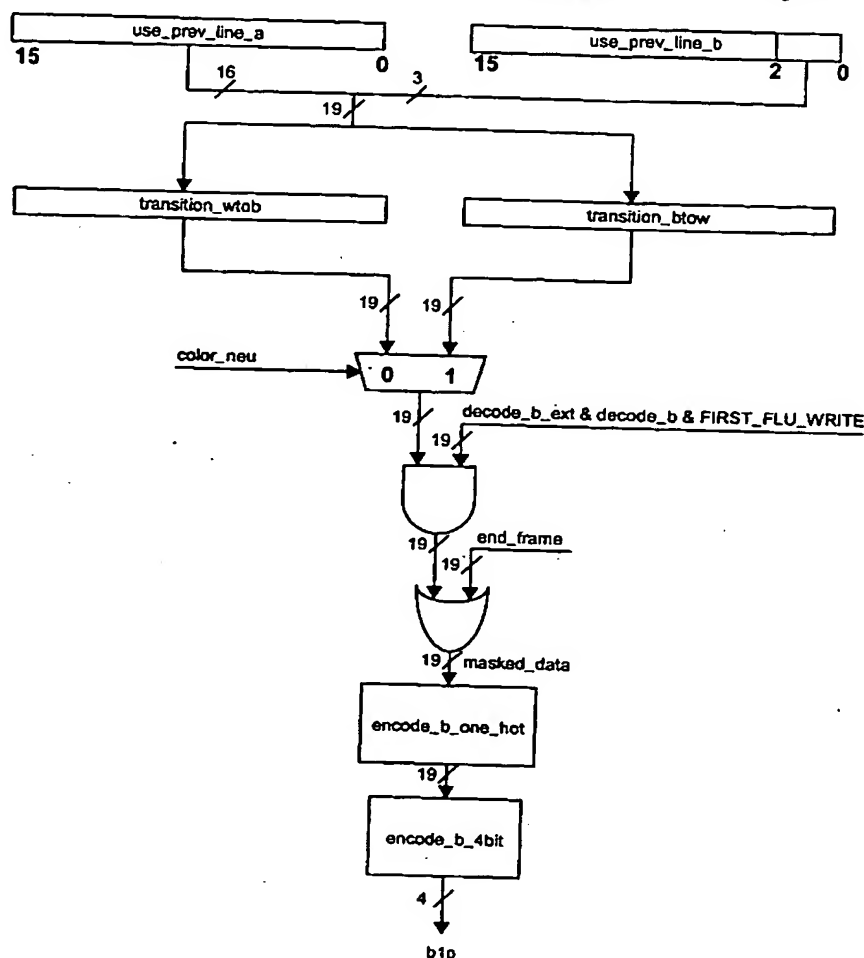 use_prev_line_a
use_prev_line_b
15
0
15
2
0
16
3
19
transition_wtob
transition_btow
19
19
color_neu
0
1
19
decode_b_ext & decode_b & FIRST_FLU_WRITE
19
19
end_frame
19
19
masked_data
encode_b_one_hot
19
encode_b_4bit
4
b1p